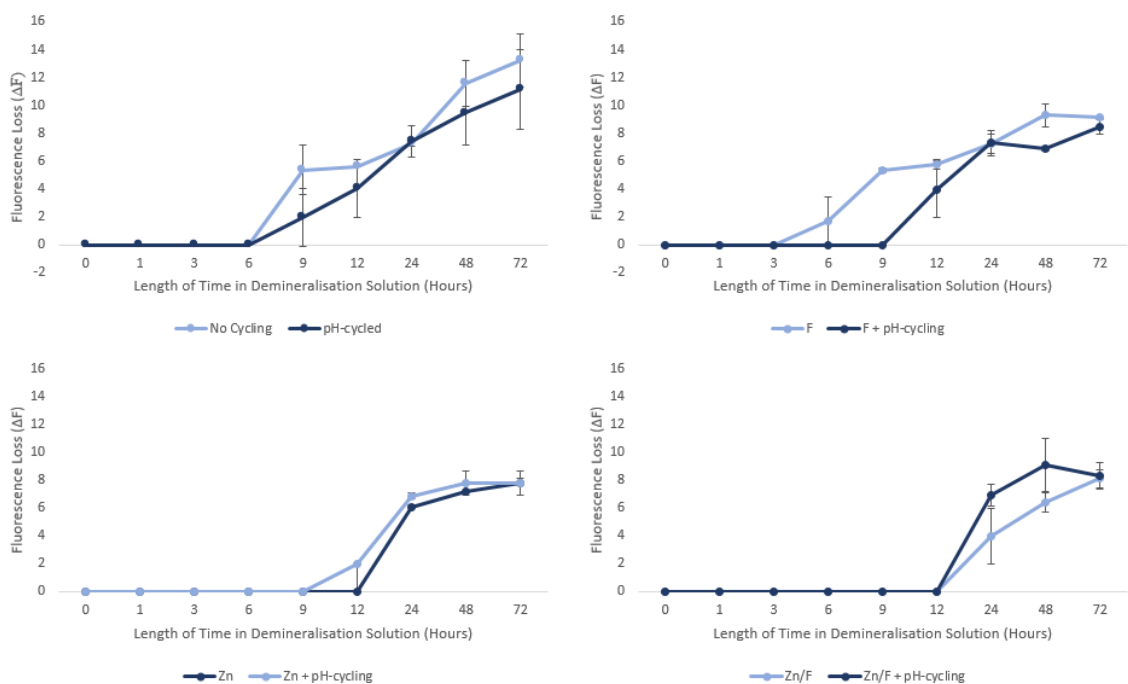 16
14
12
10
8
6
4
2
0
-2
Fluorescence Loss (ΔF)
0 1 3 6 9 12 24 48 72
Length of Time in Demineralisation Solution (Hours)
No Cycling pH-cycled
16
14
12
10
8
6
4
2
0
-2
Fluorescence Loss (ΔF)
0 1 3 6 9 12 24 48 72
Length of Time in Demineralisation Solution (Hours)
F F + pH-cycling
16
14
12
10
8
6
4
2
0
Fluorescence Loss (ΔF)
0 1 3 6 9 12 24 48 72
Length of Time in Demineralisation Solution (Hours)
Zn Zn + pH-cycling
16
14
12
10
8
6
4
2
0
Fluorescence Loss (ΔF)
0 1 3 6 9 12 24 48 72
Length of Time in Demineralisation Solution (Hours)
Zn/F Zn/F + pH-cycling